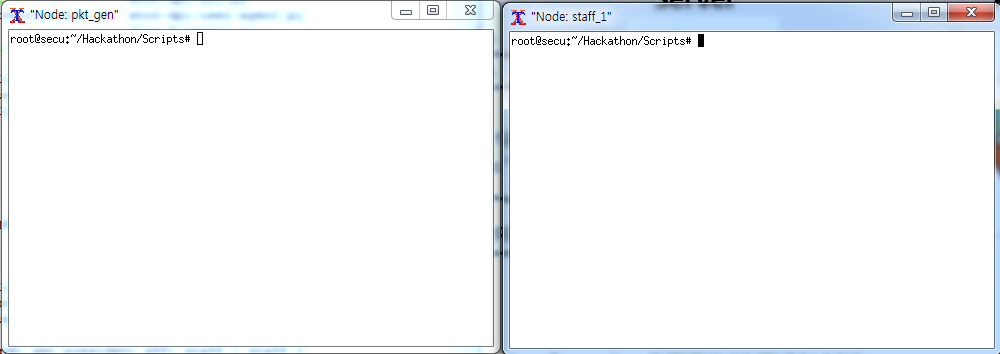 "Node: pkt_gen"
root@secu:~/Hackathon/Scripts#
"Node: staff_1"
root@secu:~/Hackathon/Scripts#